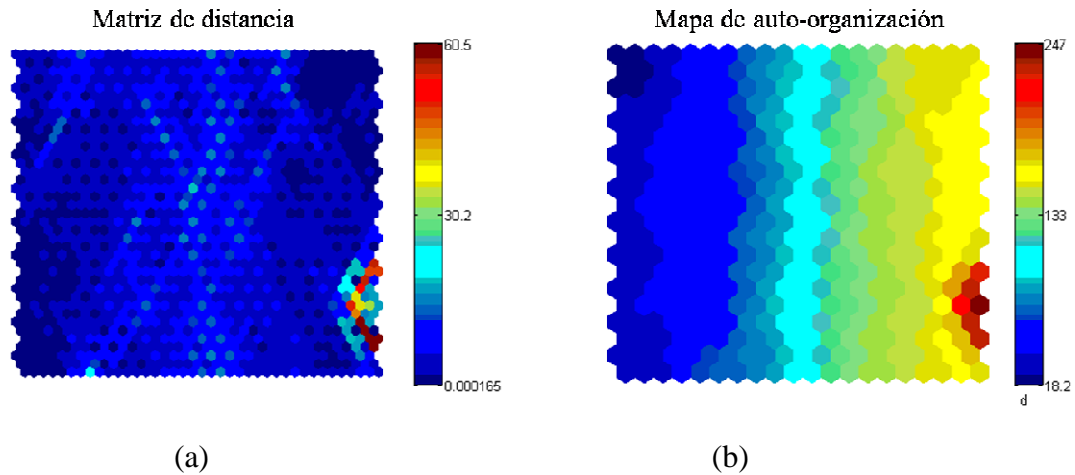 Matriz de distancia
60.5
30.2
0.000165
(a)
Mapa de auto-organización
247
133
18.2
d
(b)